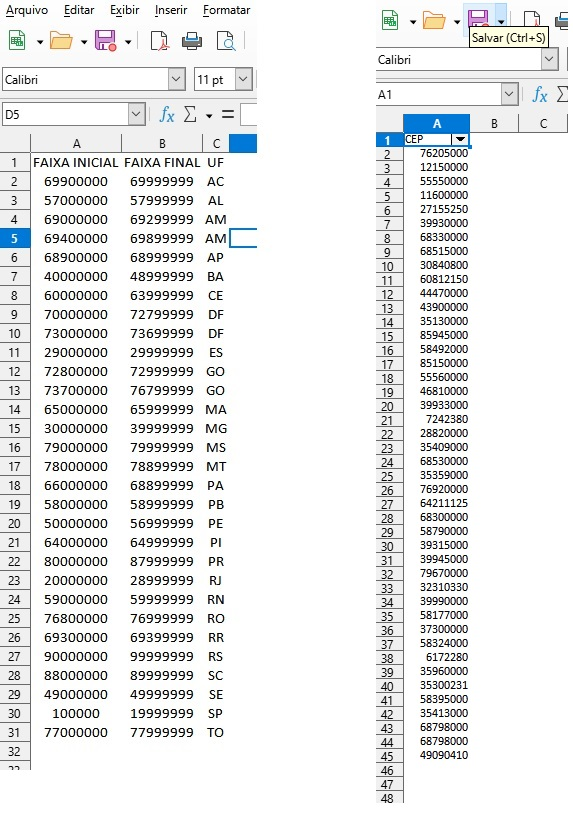 Arquivo Editar Exibir Inserir Formatar
Calibri 11 pt
D5
A B C
1 FAIXA INICIAL FAIXA FINAL UF
2 69900000 69999999 AC
3 57000000 57999999 AL
4 69000000 69299999 AM
5 69400000 69899999 AM
6 68900000 68999999 AP
7 40000000 48999999 BA
8 60000000 63999999 CE
9 70000000 72799999 DF
10 73000000 73699999 DF
11 29000000 29999999 ES
12 72800000 72999999 GO
13 73700000 76799999 GO
14 65000000 65999999 MA
15 30000000 39999999 MG
16 79000000 79999999 MS
17 78000000 78899999 MT
18 66000000 68899999 PA
19 58000000 58999999 PB
20 50000000 56999999 PE
21 64000000 64999999 PI
22 80000000 87999999 PR
23 20000000 28999999 RJ
24 59000000 59999999 RN
25 76800000 76999999 RO
26 69300000 69399999 RR
27 90000000 99999999 RS
28 88000000 89999999 SC
29 49000000 49999999 SE
30 100000 19999999 SP
31 77000000 77999999 TO
32
Salvar (Ctrl+S)
Calibri
A1
A B C
1 CEP
2 76205000
3 12150000
4 55550000
5 11600000
6 27155250
7 39930000
8 68330000
9 68515000
10 30840800
11 60812150
12 44470000
13 43900000
14 35130000
15 85945000
16 58492000
17 85150000
18 55560000
19 46810000
20 39933000
21 7242380
22 28820000
23 35409000
24 68530000
25 35359000
26 76920000
27 64211125
28 68300000
29 58790000
30 39315000
31 39945000
32 79670000
33 32310330
34 39990000
35 58177000
36 37300000
37 58324000
38 6172280
39 35960000
40 35300231
41 58395000
42 35413000
43 68798000
44 68798000
45 49090410
46
47
48